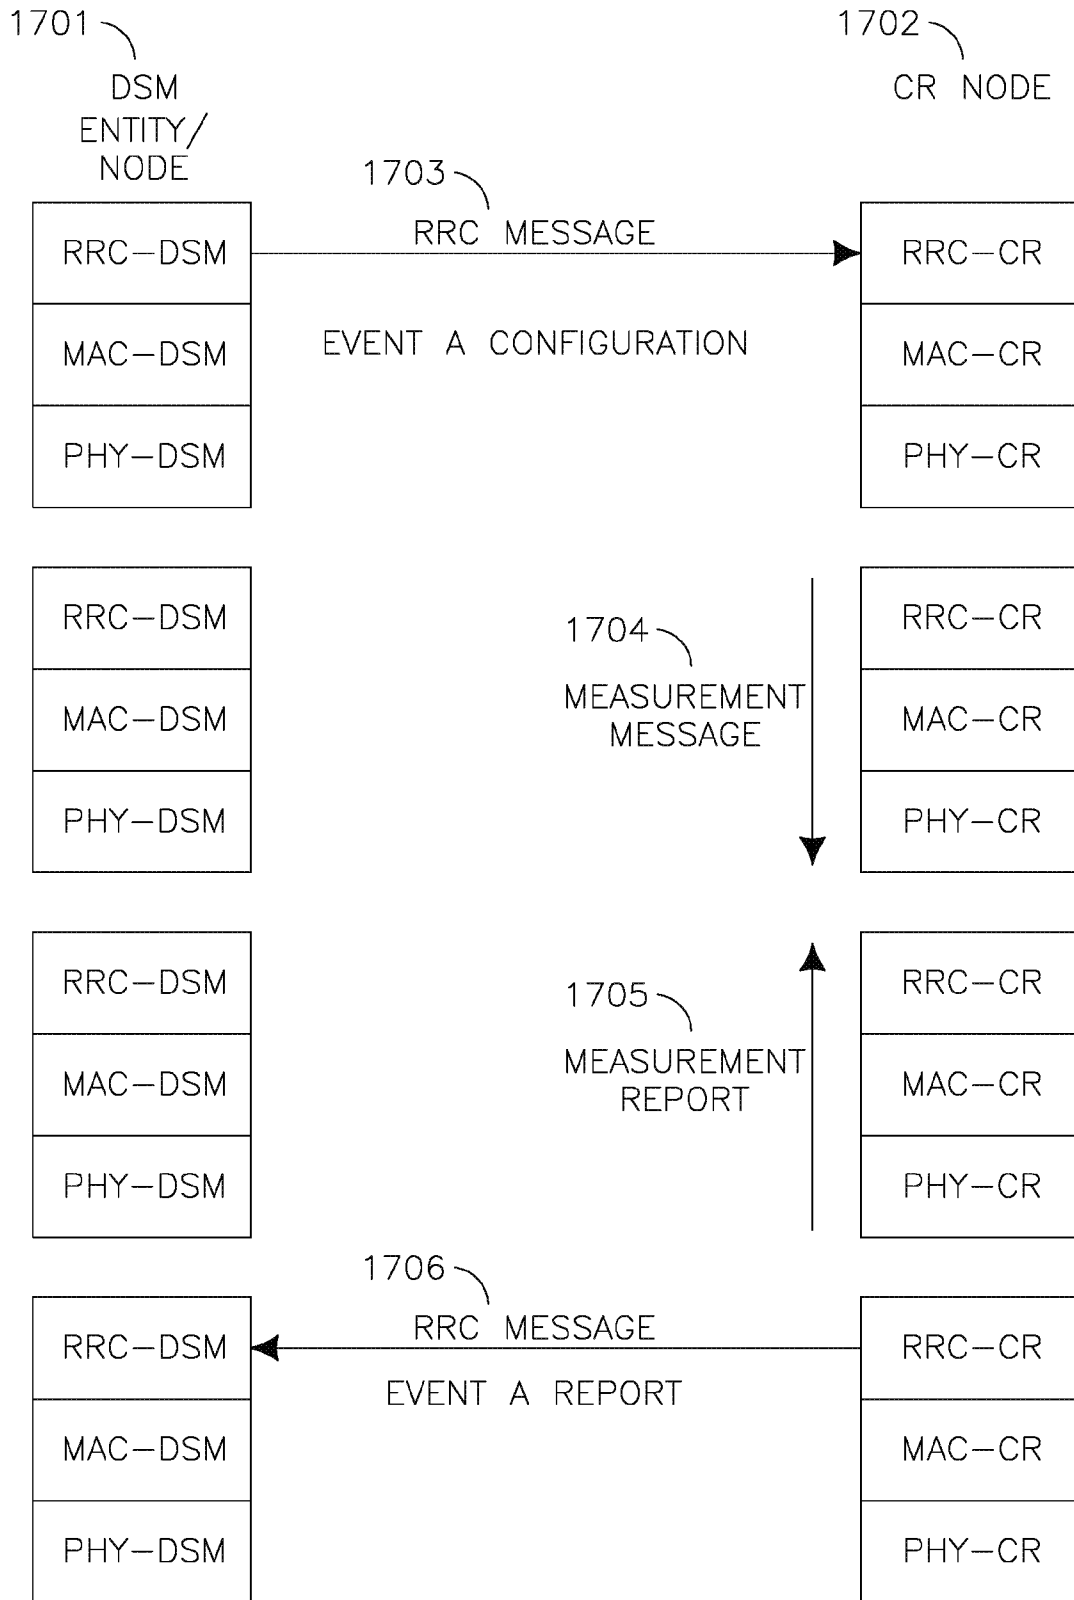 1701
1702
DSM
ENTITY/
NODE
CR NODE
1703
RRC MESSAGE
RRC-DSM
RRC-CR
MAC-DSM
EVENT A CONFIGURATION
MAC-CR
PHY-DSM
PHY-CR
RRC-DSM
1704
RRC-CR
MAC-DSM
MEASUREMENT
MESSAGE
MAC-CR
PHY-DSM
PHY-CR
RRC-DSM
1705
RRC-CR
MAC-DSM
MEASUREMENT
REPORT
MAC-CR
PHY-DSM
PHY-CR
1706
RRC MESSAGE
RRC-DSM
RRC-CR
EVENT A REPORT
MAC-DSM
MAC-CR
PHY-DSM
PHY-CR